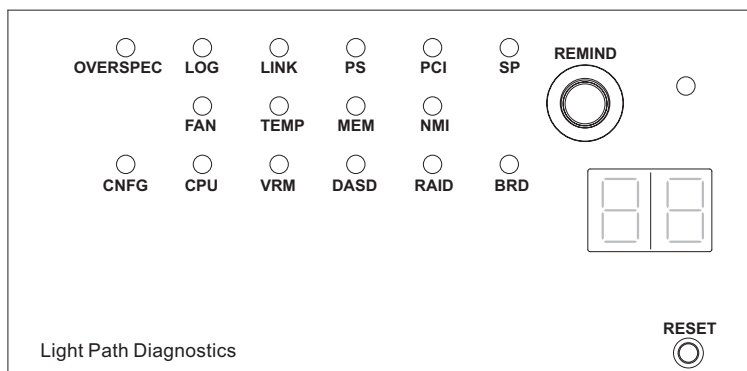 OVERSPEC LOG LINK PS PCI SP
REMIND
FAN TEMP MEM NMI
CNFG CPU VRM DASD RAID BRD
RESET
Light Path Diagnostics